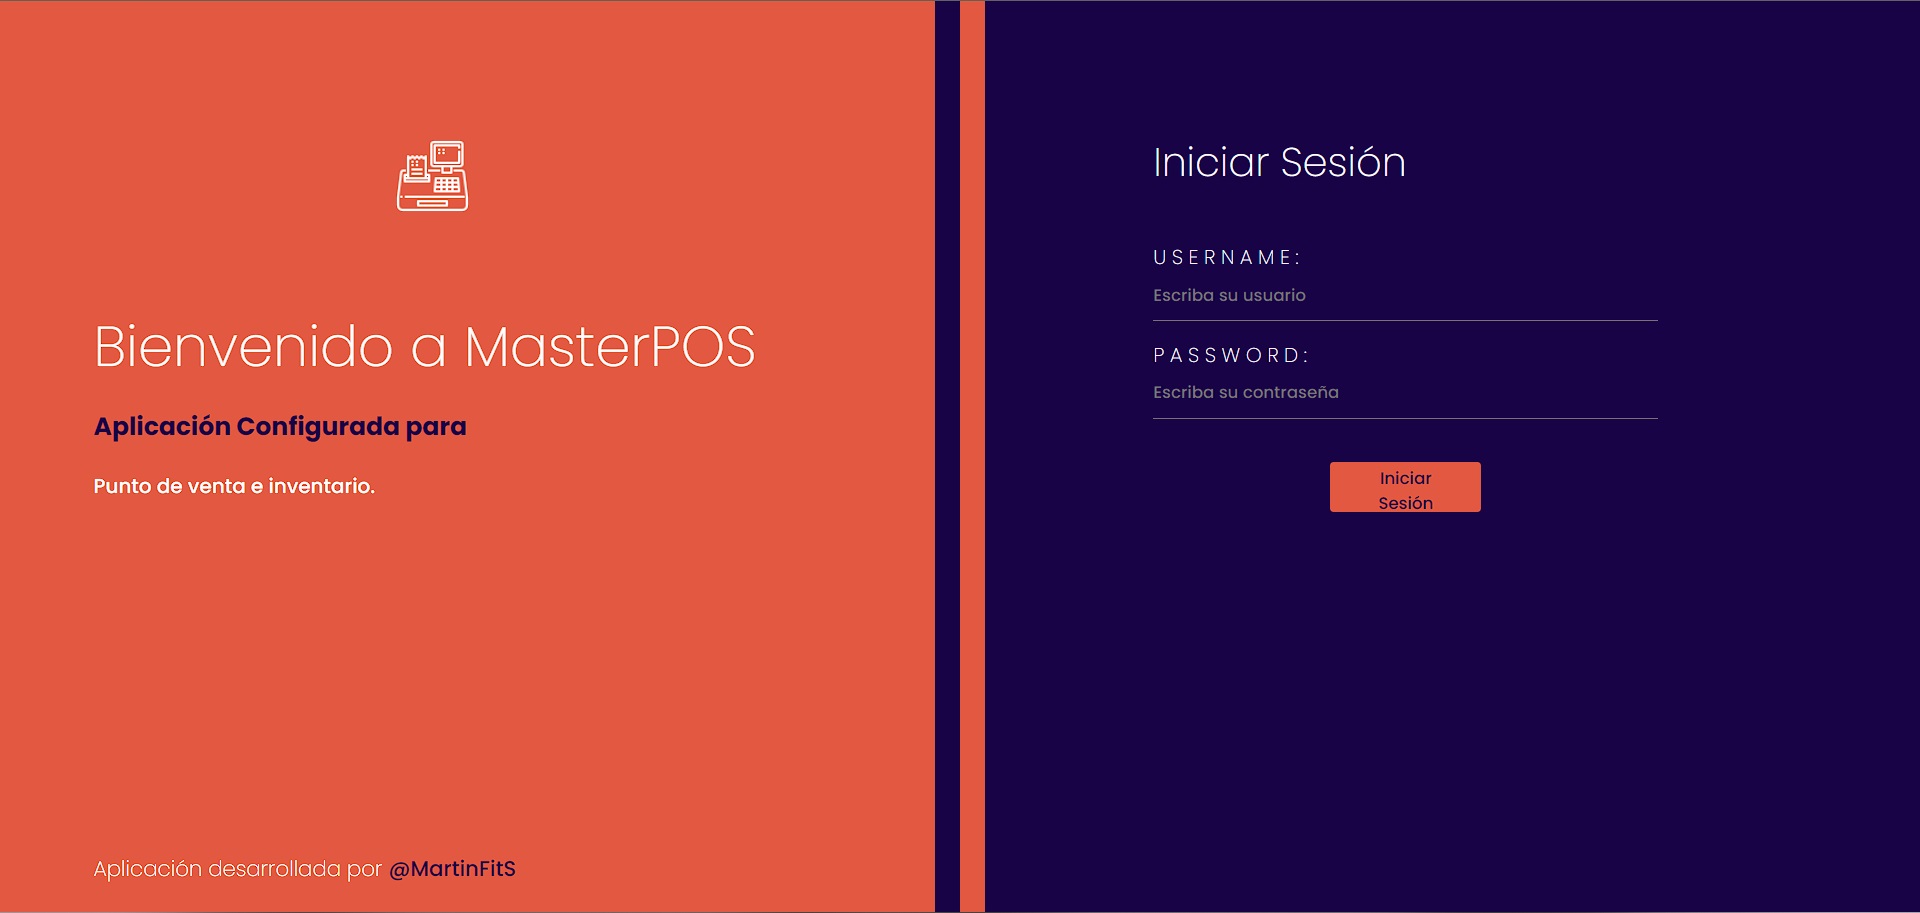 Bienvenido a MasterPOS
Aplicación Configurada para
Punto de venta e inventario.
Aplicación desarrollada por @MartinFitS
Iniciar Sesión
USERNAME:
Escriba su usuario
PASSWORD:
Escriba su contraseña
Iniciar
Sesión